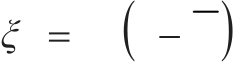 ξ = ( − ‾ )